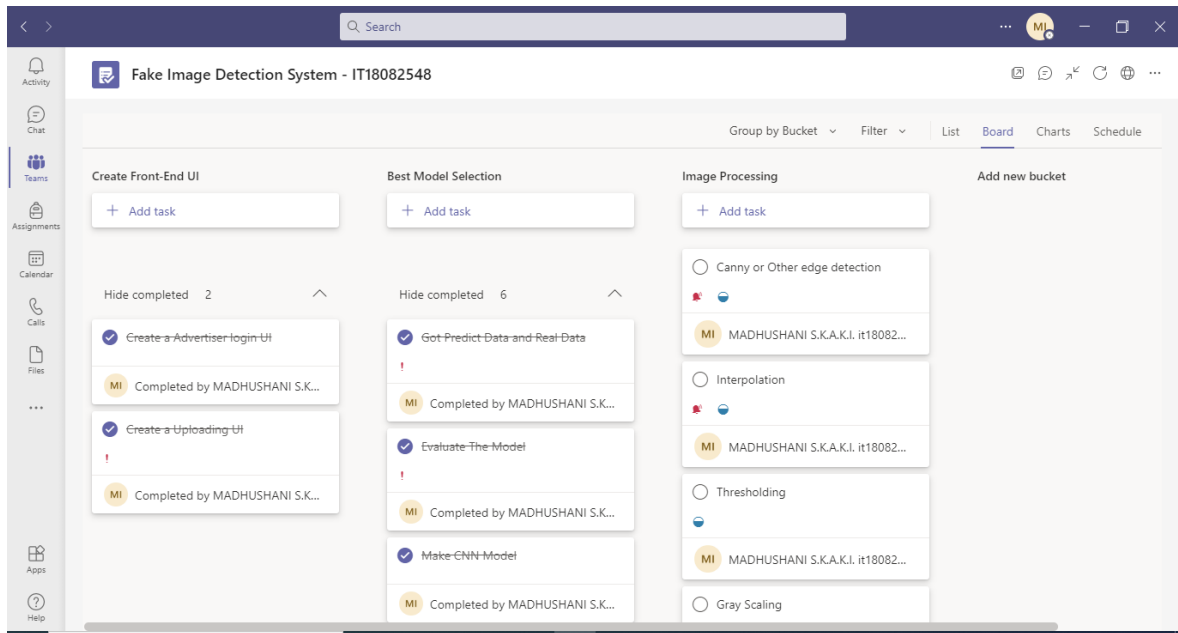 Search
MI
Activity
Chat
Teams
Assignments
Calendar
Calls
Files
Apps
Help
Fake Image Detection System - IT18082548
Group by Bucket
Filter
List
Board
Charts
Schedule
Create Front-End UI
Add task
Hide completed 2
Create a Advertiser login UI
MI Completed by MADHUSHANI S.K...
Create a Uploading UI
!
MI Completed by MADHUSHANI S.K...
Best Model Selection
Add task
Hide completed 6
Got Predict Data and Real Data
!
MI Completed by MADHUSHANI S.K...
Evaluate The Model
!
MI Completed by MADHUSHANI S.K...
Make CNN Model
MI Completed by MADHUSHANI S.K...
Image Processing
Add task
Canny or Other edge detection
MI MADHUSHANI S.K.A.K.I. it18082...
Interpolation
MI MADHUSHANI S.K.A.K.I. it18082...
Thresholding
MI MADHUSHANI S.K.A.K.I. it18082...
Gray Scaling
Add new bucket